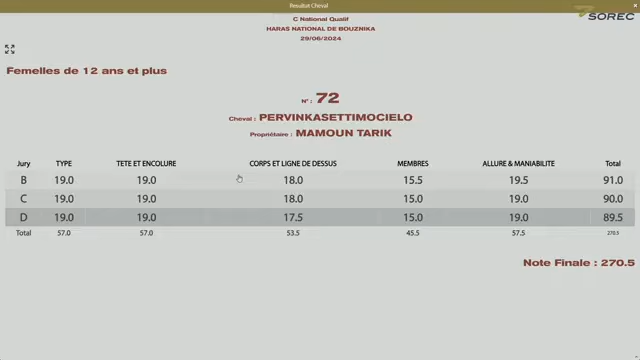 Resultat Cheval
SOREC
C National Qualif
HARAS NATIONAL DE BOUZNIKA
29/06/2024
Femelles de 12 ans et plus
N° : 72
Cheval : PERVINKASETTIMOCIELO
Propriétaire : MAMOUN TARIK
Jury TYPE TETE ET ENCOLURE CORPS ET LIGNE DE DESSUS MEMBRES ALLURE & MANIABILITE Total
B 19.0 19.0 18.0 15.5 19.5 91.0
C 19.0 19.0 18.0 15.0 19.0 90.0
D 19.0 19.0 17.5 15.0 19.0 89.5
Total 57.0 57.0 53.5 45.5 57.5 270.5
Note Finale : 270.5